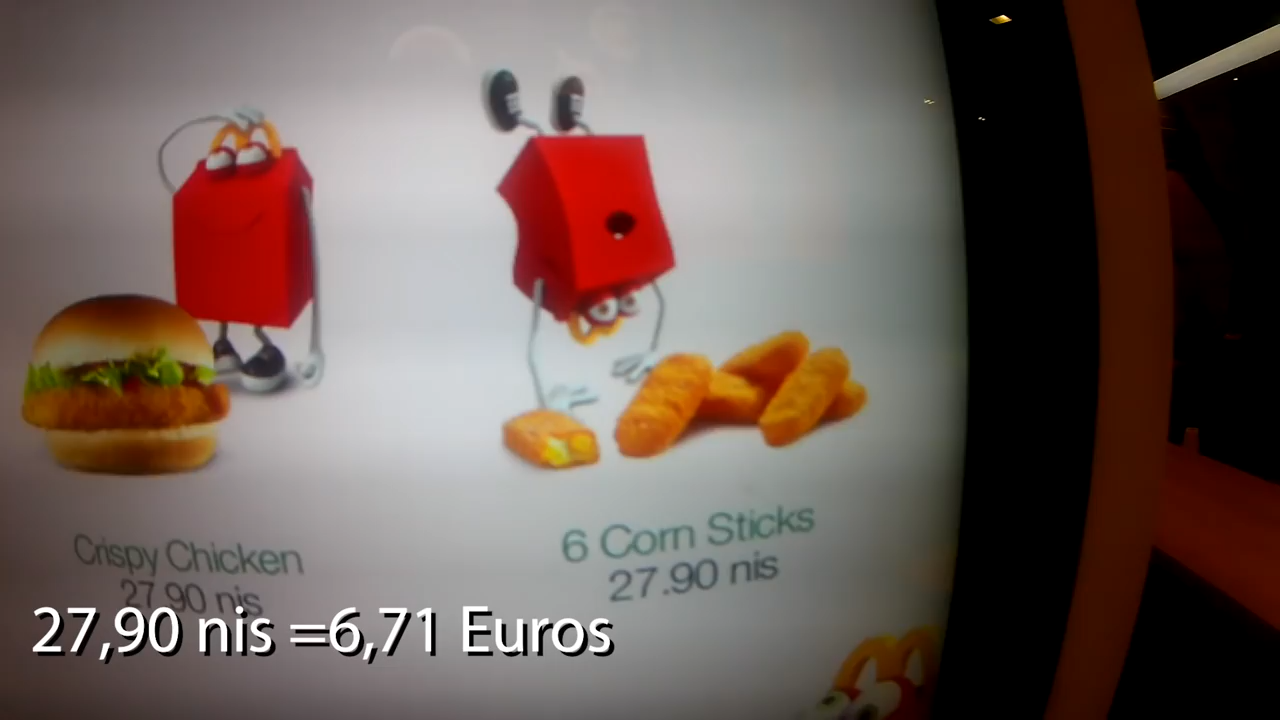 Crispy Chicken
27.90 nis
6 Corn Sticks
27.90 nis
27,90 nis =6,71 Euros